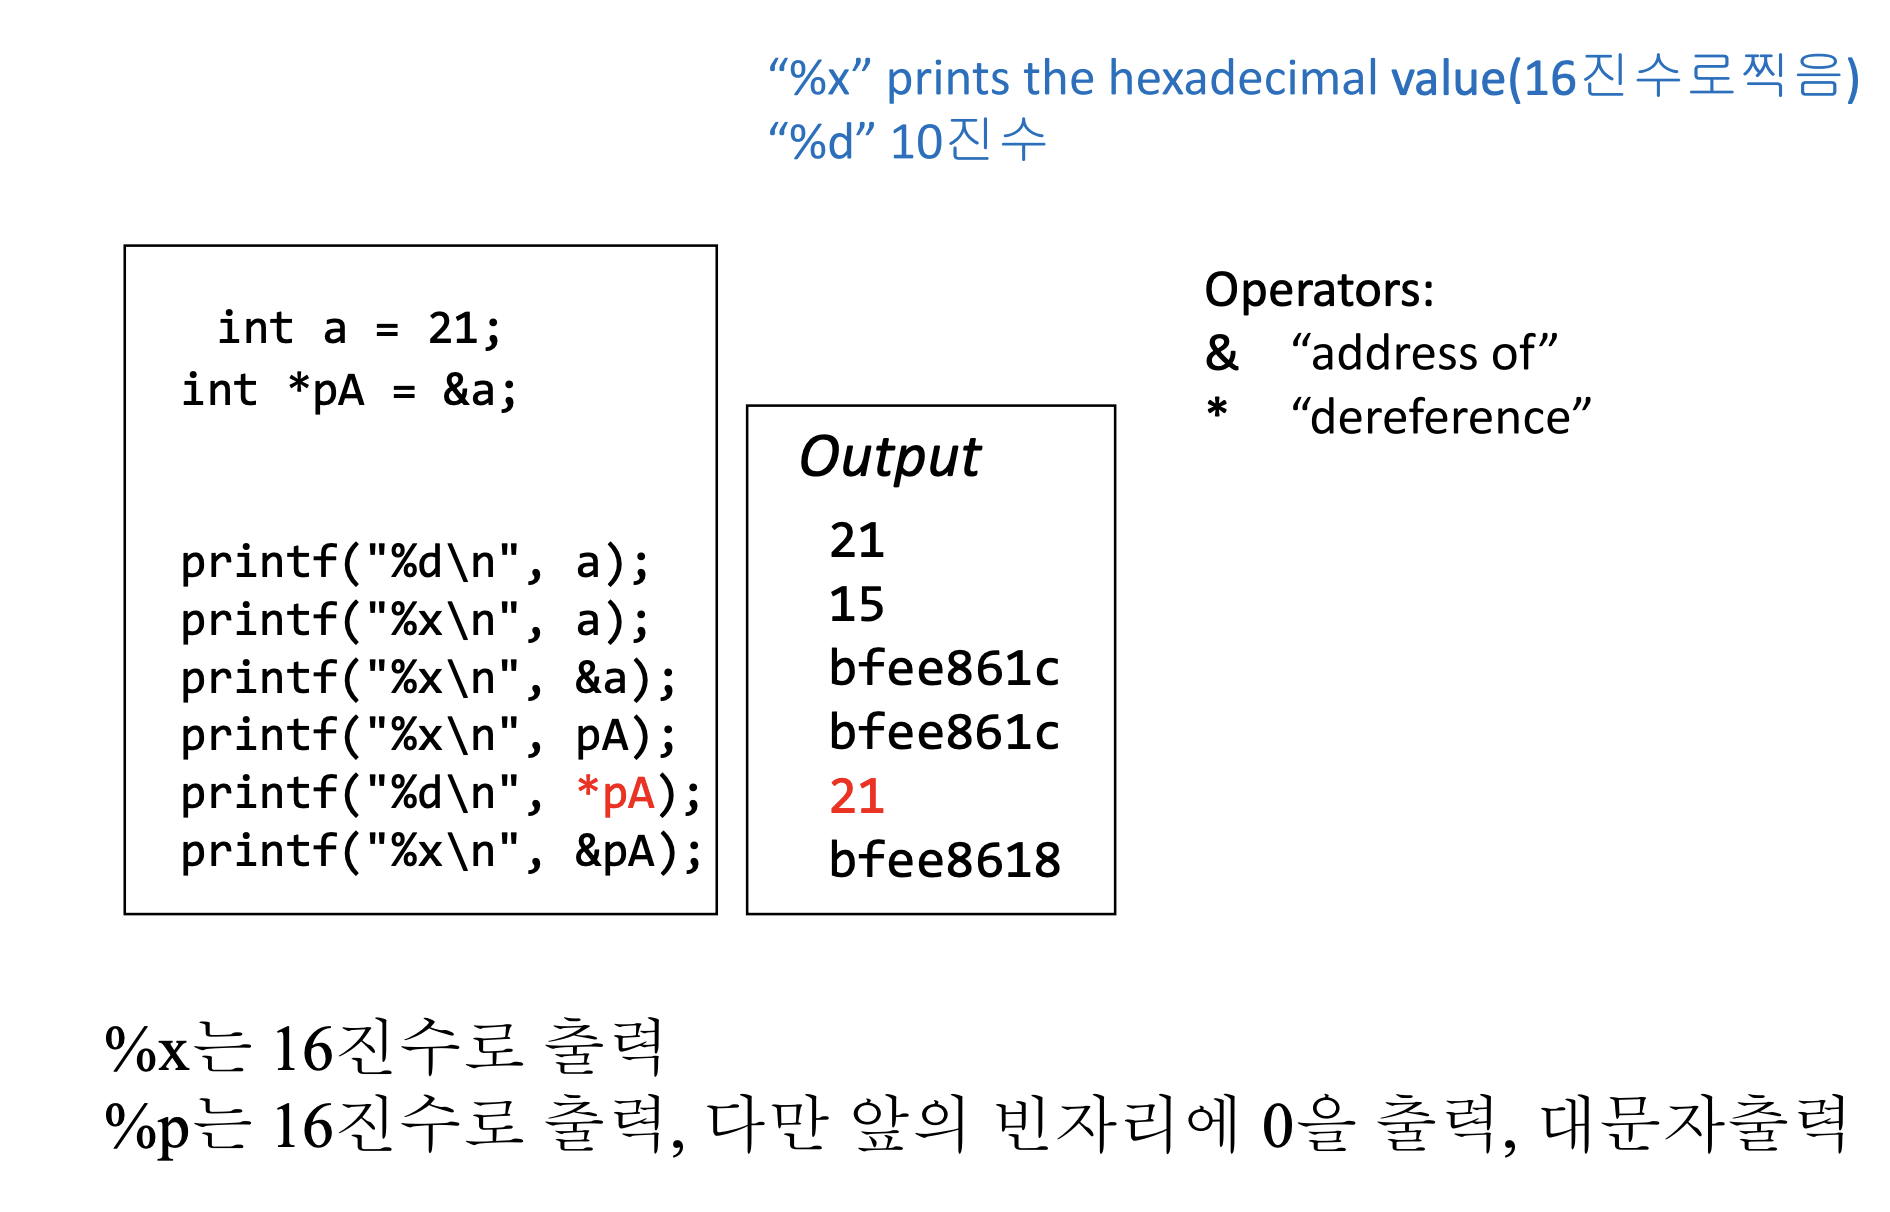 “%x” prints the hexadecimal value(16진수로찍음)
“%d” 10진수
int a = 21;
int *pA = &a;
printf("%d\n", a);
printf("%x\n", a);
printf("%x\n", &a);
printf("%x\n", pA);
printf("%d\n", *pA);
printf("%x\n", &pA);
Output
21
15
bfee861c
bfee861c
21
bfee8618
Operators:
& “address of”
* “dereference”
%x는 16진수로 출력
%p는 16진수로 출력, 다만 앞의 빈자리에 0을 출력, 대문자출력